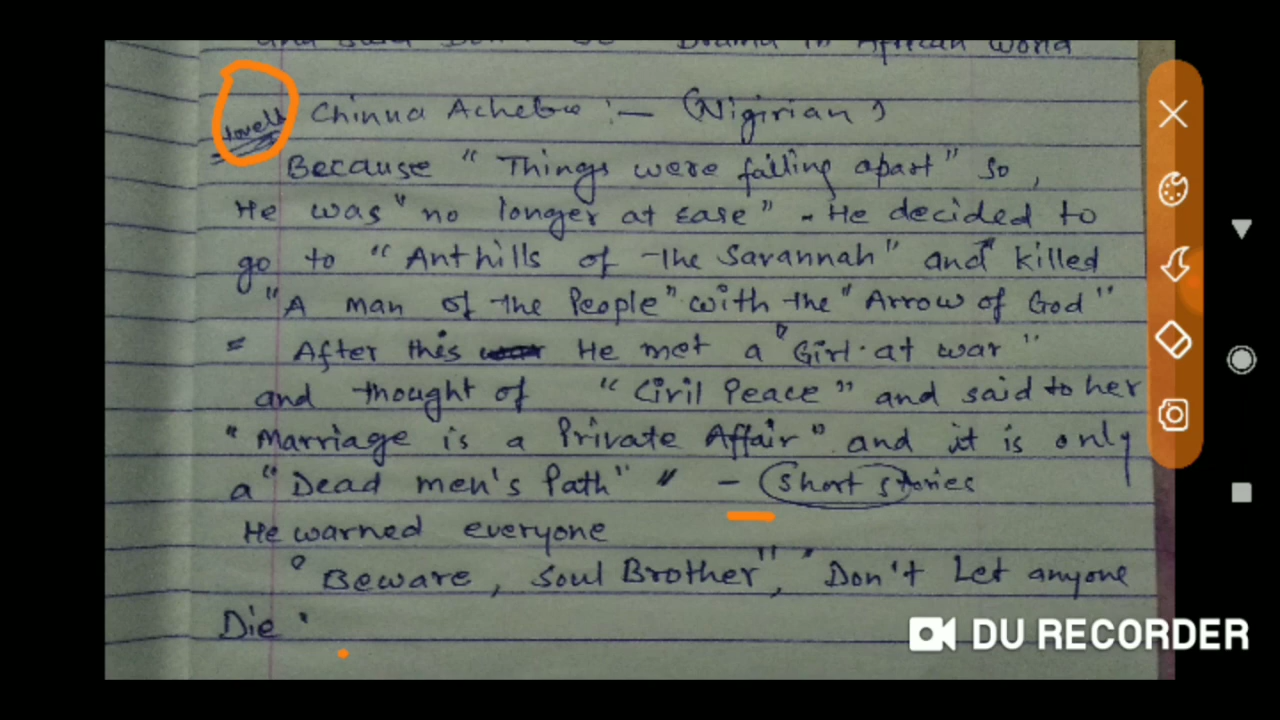 Drama in African world
Novels Chinua Achebe :- (Nigirian)
Because "Things were falling apart" So,
He was "no longer at Ease". He decided to
go to "Anthills of the Savannah" and killed
"A man of the People" with the "Arrow of God"
= After this He met a "Girl at war"
and thought of "Civil Peace" and said to her
"Marriage is a Private Affair" and it is only
a "Dead men's Path" " - Short stories
He warned everyone
"Beware, Soul Brother", "Don't Let anyone
Die"
DU RECORDER